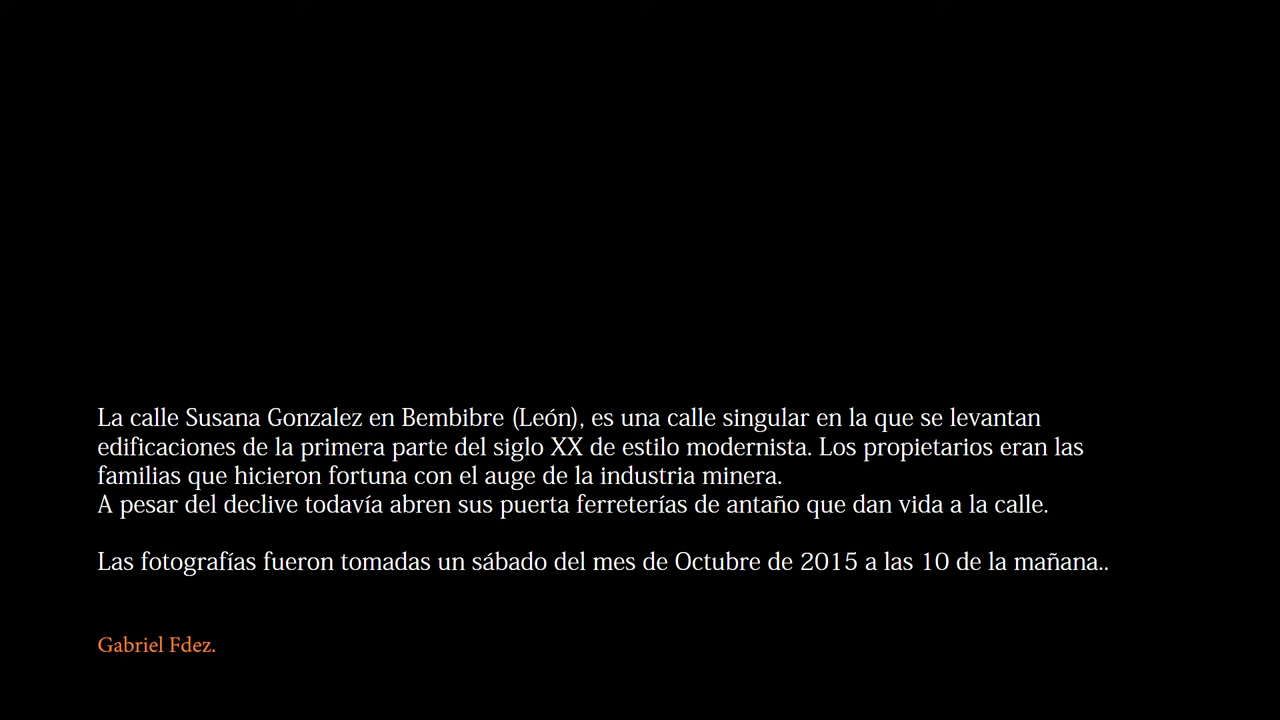 La calle Susana Gonzalez en Bembibre (León), es una calle singular en la que se levantan
edificaciones de la primera parte del siglo XX de estilo modernista. Los propietarios eran las
familias que hicieron fortuna con el auge de la industria minera.
A pesar del declive todavía abren sus puerta ferreterías de antaño que dan vida a la calle.
Las fotografías fueron tomadas un sábado del mes de Octubre de 2015 a las 10 de la mañana..
Gabriel Fdez.